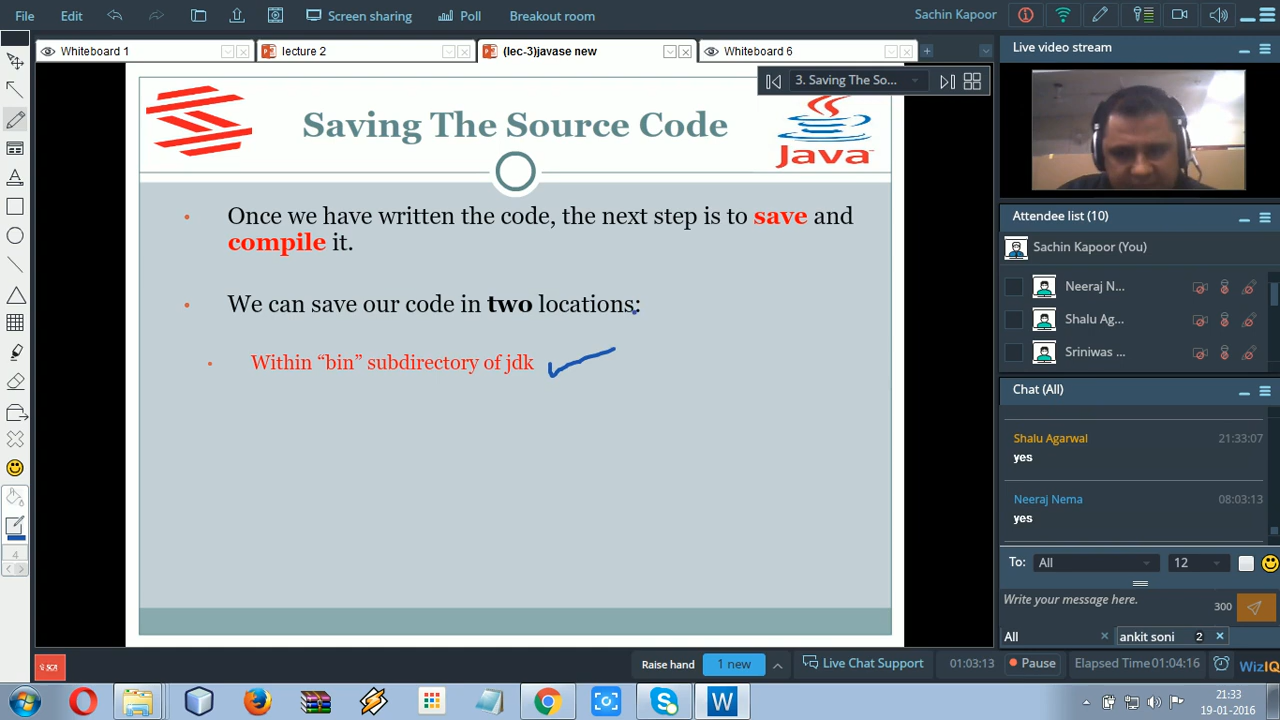 File
Edit
Screen sharing
Poll
Breakout room
Sachin Kapoor
Whiteboard 1
lecture 2
(lec-3)javase new
Whiteboard 6
Live video stream
3. Saving The So...
Saving The Source Code
Java
Once we have written the code, the next step is to save and
compile it.
We can save our code in two locations:
Within “bin” subdirectory of jdk
Attendee list (10)
Sachin Kapoor (You)
Neeraj N...
Shalu Ag...
Sriniwas ...
Chat (All)
Shalu Agarwal 21:33:07
yes
Neeraj Nema 08:03:13
yes
To: All 12
Write your message here. 300
All
ankit soni 2
4
Raise hand
1 new
Live Chat Support
01:03:13
Pause
Elapsed Time 01:04:16
WizIQ
21:33
19-01-2016